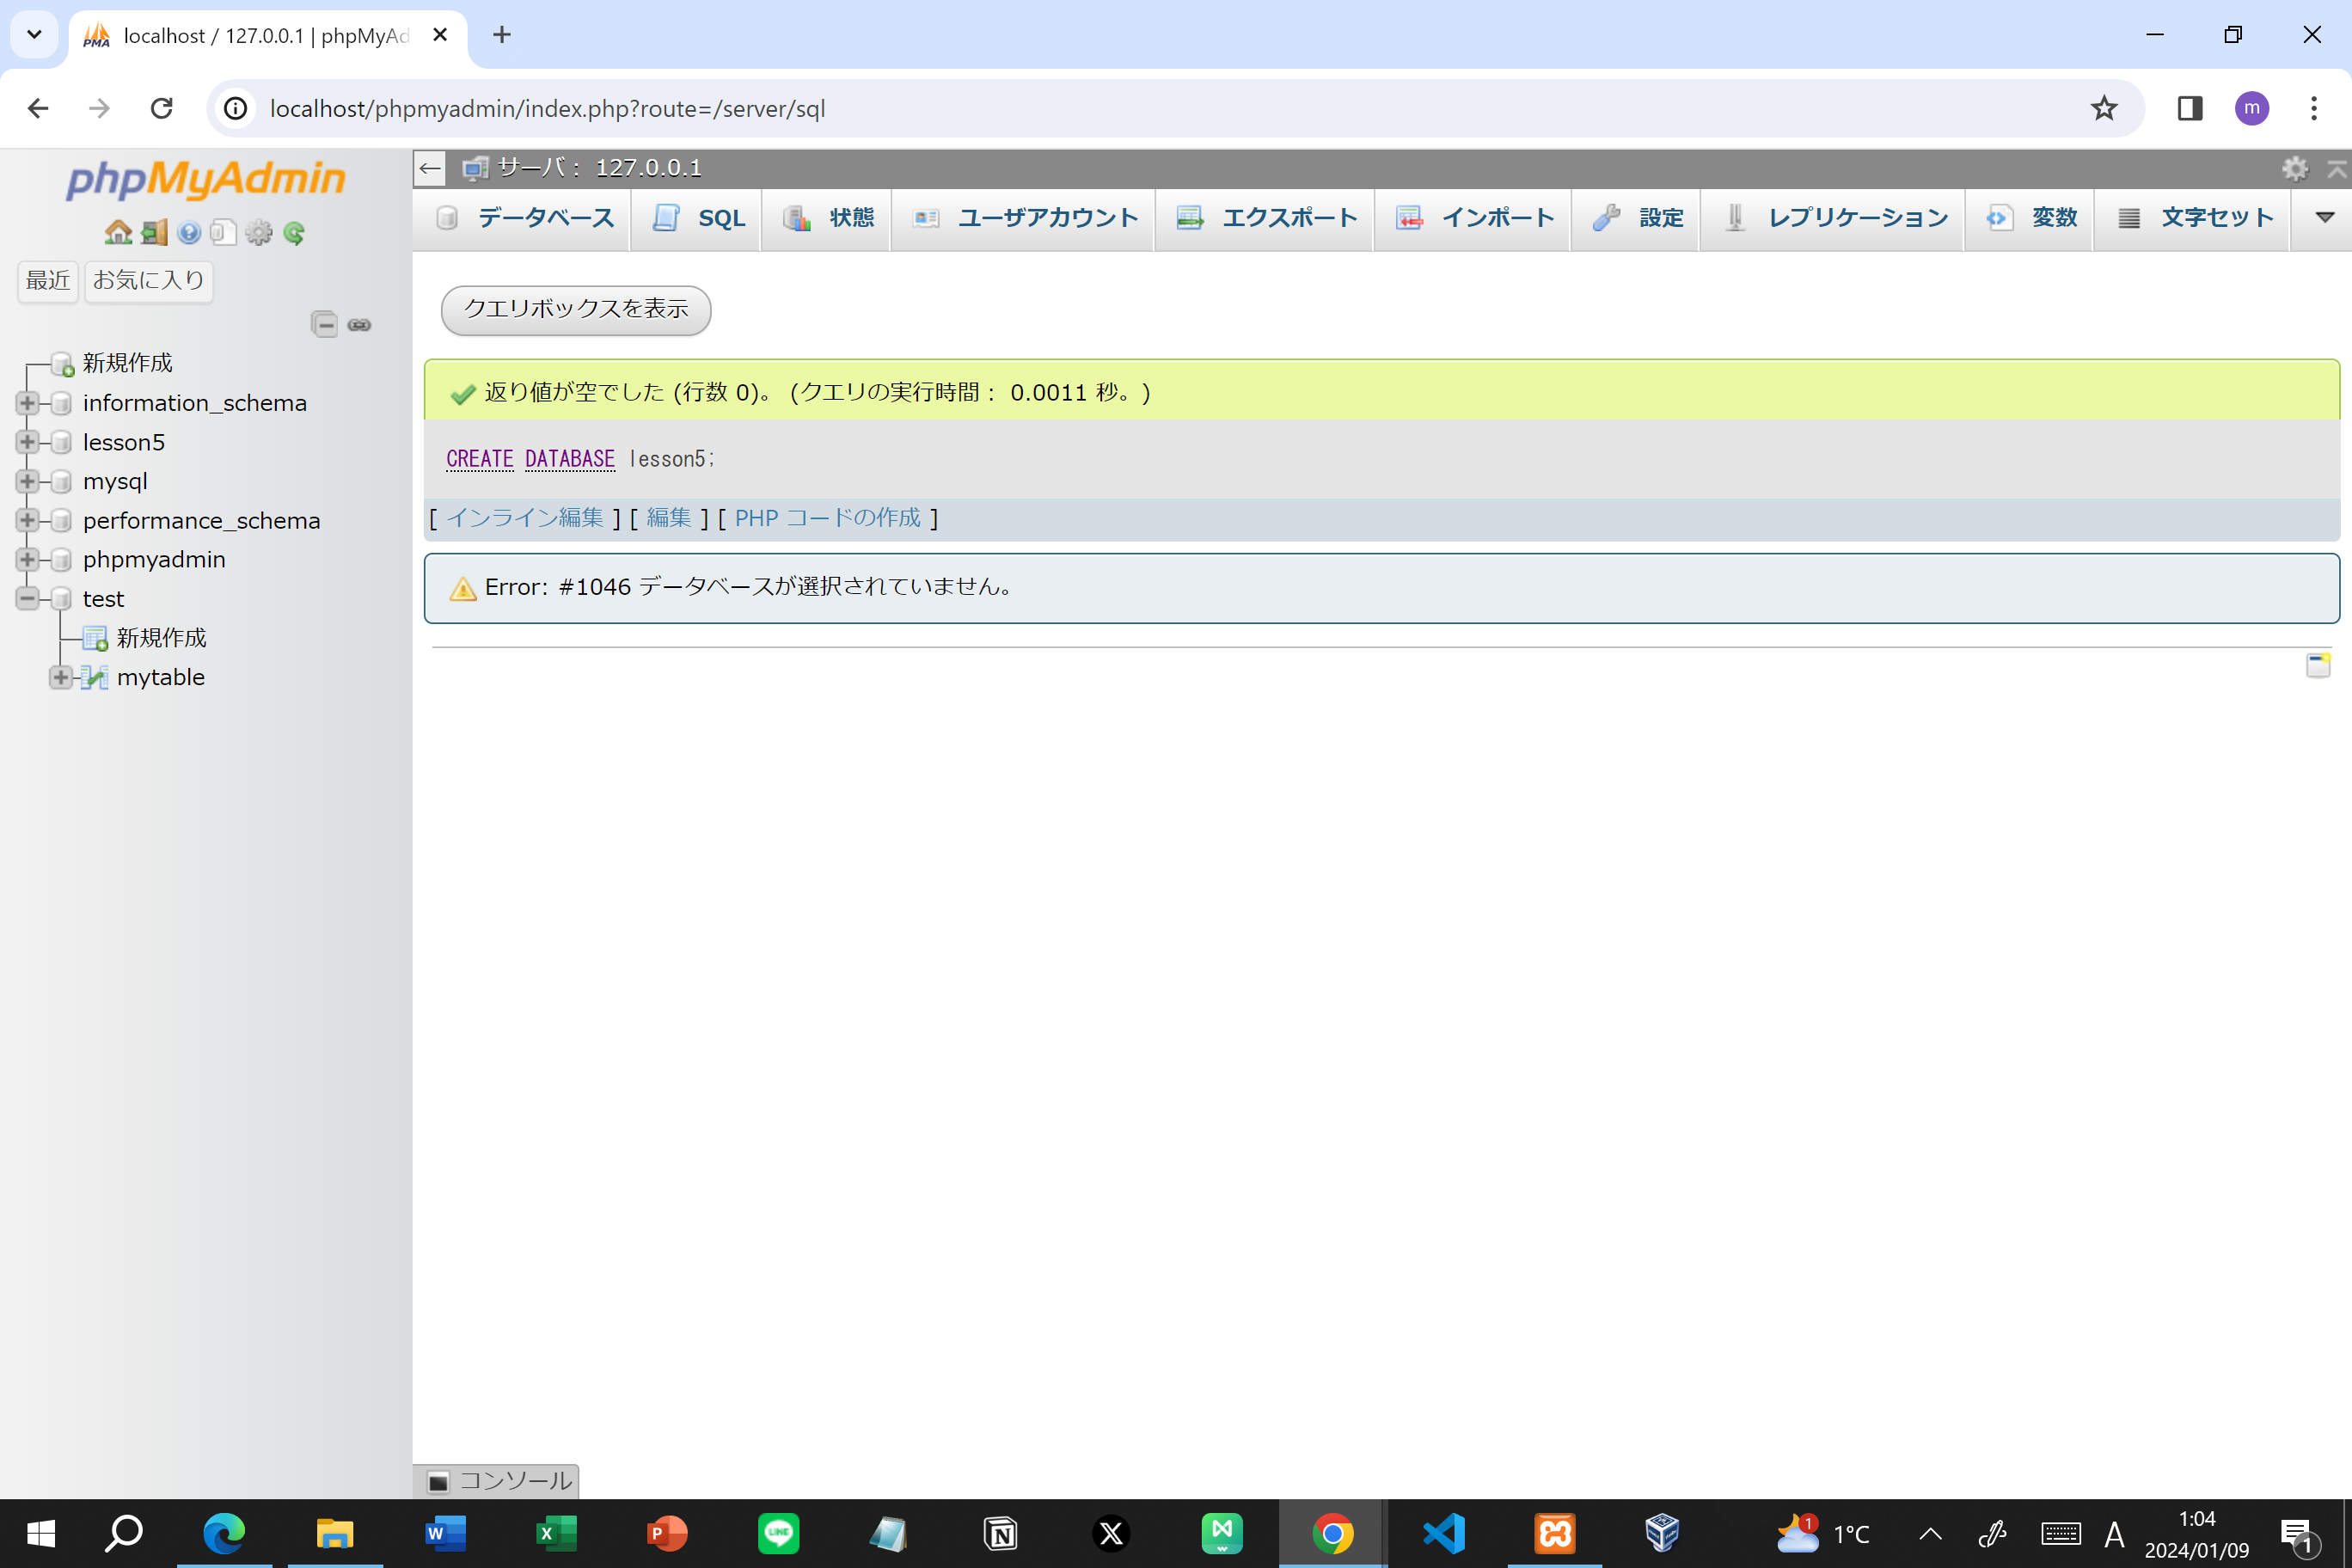 localhost / 127.0.0.1 | phpMyAd
localhost/phpmyadmin/index.php?route=/server/sql
m
phpMyAdmin
最近 お気に入り
新規作成
information_schema
lesson5
mysql
performance_schema
phpmyadmin
test
新規作成
mytable
サーバ： 127.0.0.1
データベース SQL 状態 ユーザアカウント エクスポート インポート 設定 レプリケーション 変数 文字セット
クエリボックスを表示
返り値が空でした (行数 0)。 (クエリの実行時間： 0.0011 秒。)
CREATE DATABASE lesson5;
[ インライン編集 ] [ 編集 ] [ PHP コードの作成 ]
Error: #1046 データベースが選択されていません。
コンソール
1°C
A
1:04
2024/01/09
1